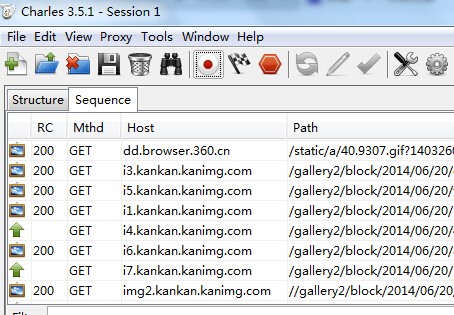 Charles 3.5.1 - Session 1
File Edit View Proxy Tools Window Help
Structure Sequence
RC Mthd Host Path
200 GET dd.browser.360.cn /static/a/40.9307.gif?140326
200 GET i3.kankan.kanimg.com /gallery2/block/2014/06/20/
200 GET i5.kankan.kanimg.com /gallery2/block/2014/06/20/
200 GET i1.kankan.kanimg.com /gallery2/block/2014/06/20/
GET i4.kankan.kanimg.com /gallery2/block/2014/06/20/
200 GET i6.kankan.kanimg.com /gallery2/block/2014/06/20/
GET i7.kankan.kanimg.com /gallery2/block/2014/06/20/
200 GET img2.kankan.kanimg.com //gallery2/block/2014/06/20,